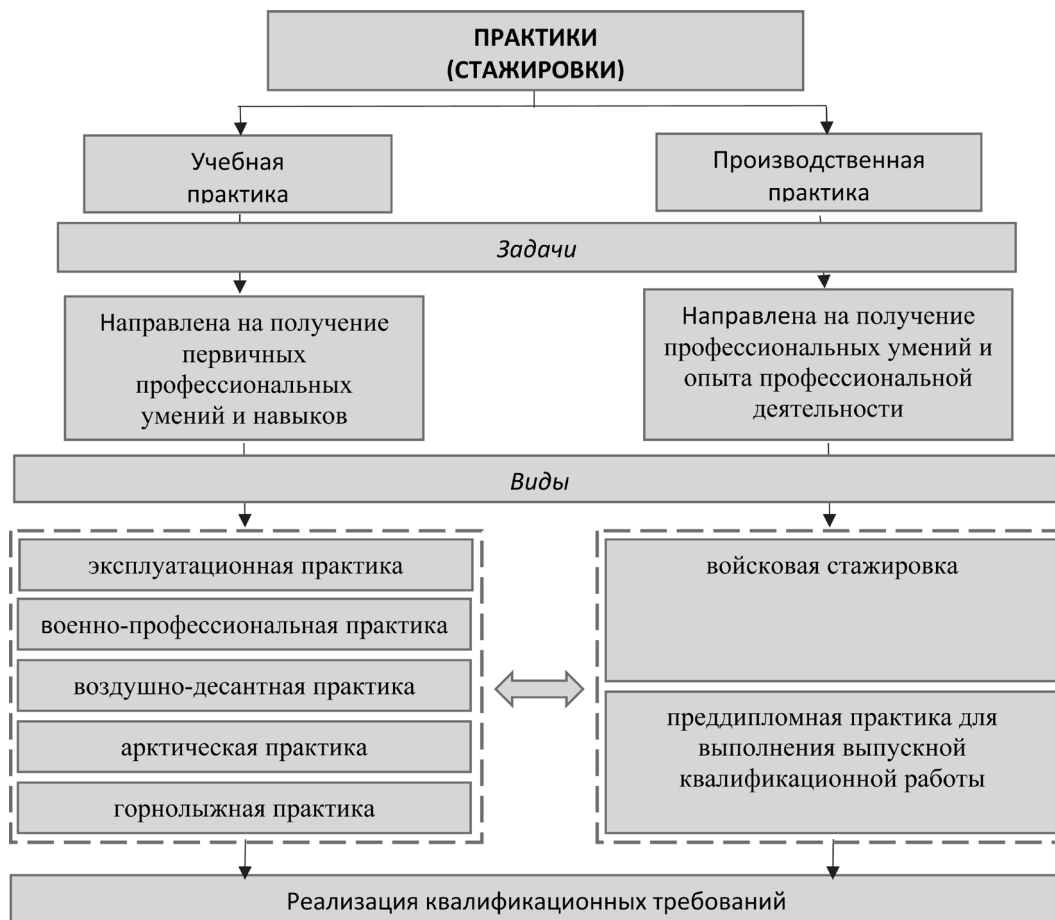 ПРАКТИКИ
(СТАЖИРОВКИ)
Учебная
практика
Производственная
практика
Задачи
Направлена на получение
первичных
профессиональных
умений и навыков
Направлена на получение
профессиональных умений и
опыта профессиональной
деятельности
Виды
эксплуатационная практика
военно-профессиональная практика
воздушно-десантная практика
арктическая практика
горнолыжная практика
войсковая стажировка
преддипломная практика для
выполнения выпускной
квалификационной работы
Реализация квалификационных требований